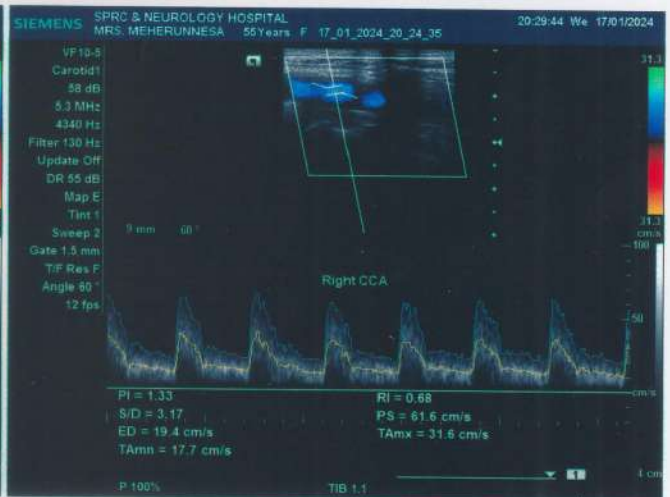 SIEMENS SPRC & NEUROLOGY HOSPITAL 20:29:44 We 17/01/2024
MRS. MEHERUNNESA 55Years F 17_01_2024_20_24_35
VF10-5
Carotid1
58 dB
5.3 MHz
4340 Hz
Filter 130 Hz
Update Off
DR 55 dB
Map E
Tint 1
Sweep 2
Gate 1.5 mm
T/F Res F
Angle 60°
12 fps
31.3
31.3
cm/s
9 mm 60°
Right CCA
100
50
cm/s
PI = 1.33 RI = 0.68
S/D = 3.17 PS = 61.6 cm/s
ED = 19.4 cm/s TAmx = 31.6 cm/s
TAmn = 17.7 cm/s
1
4 cm
P 100% TIB 1.1